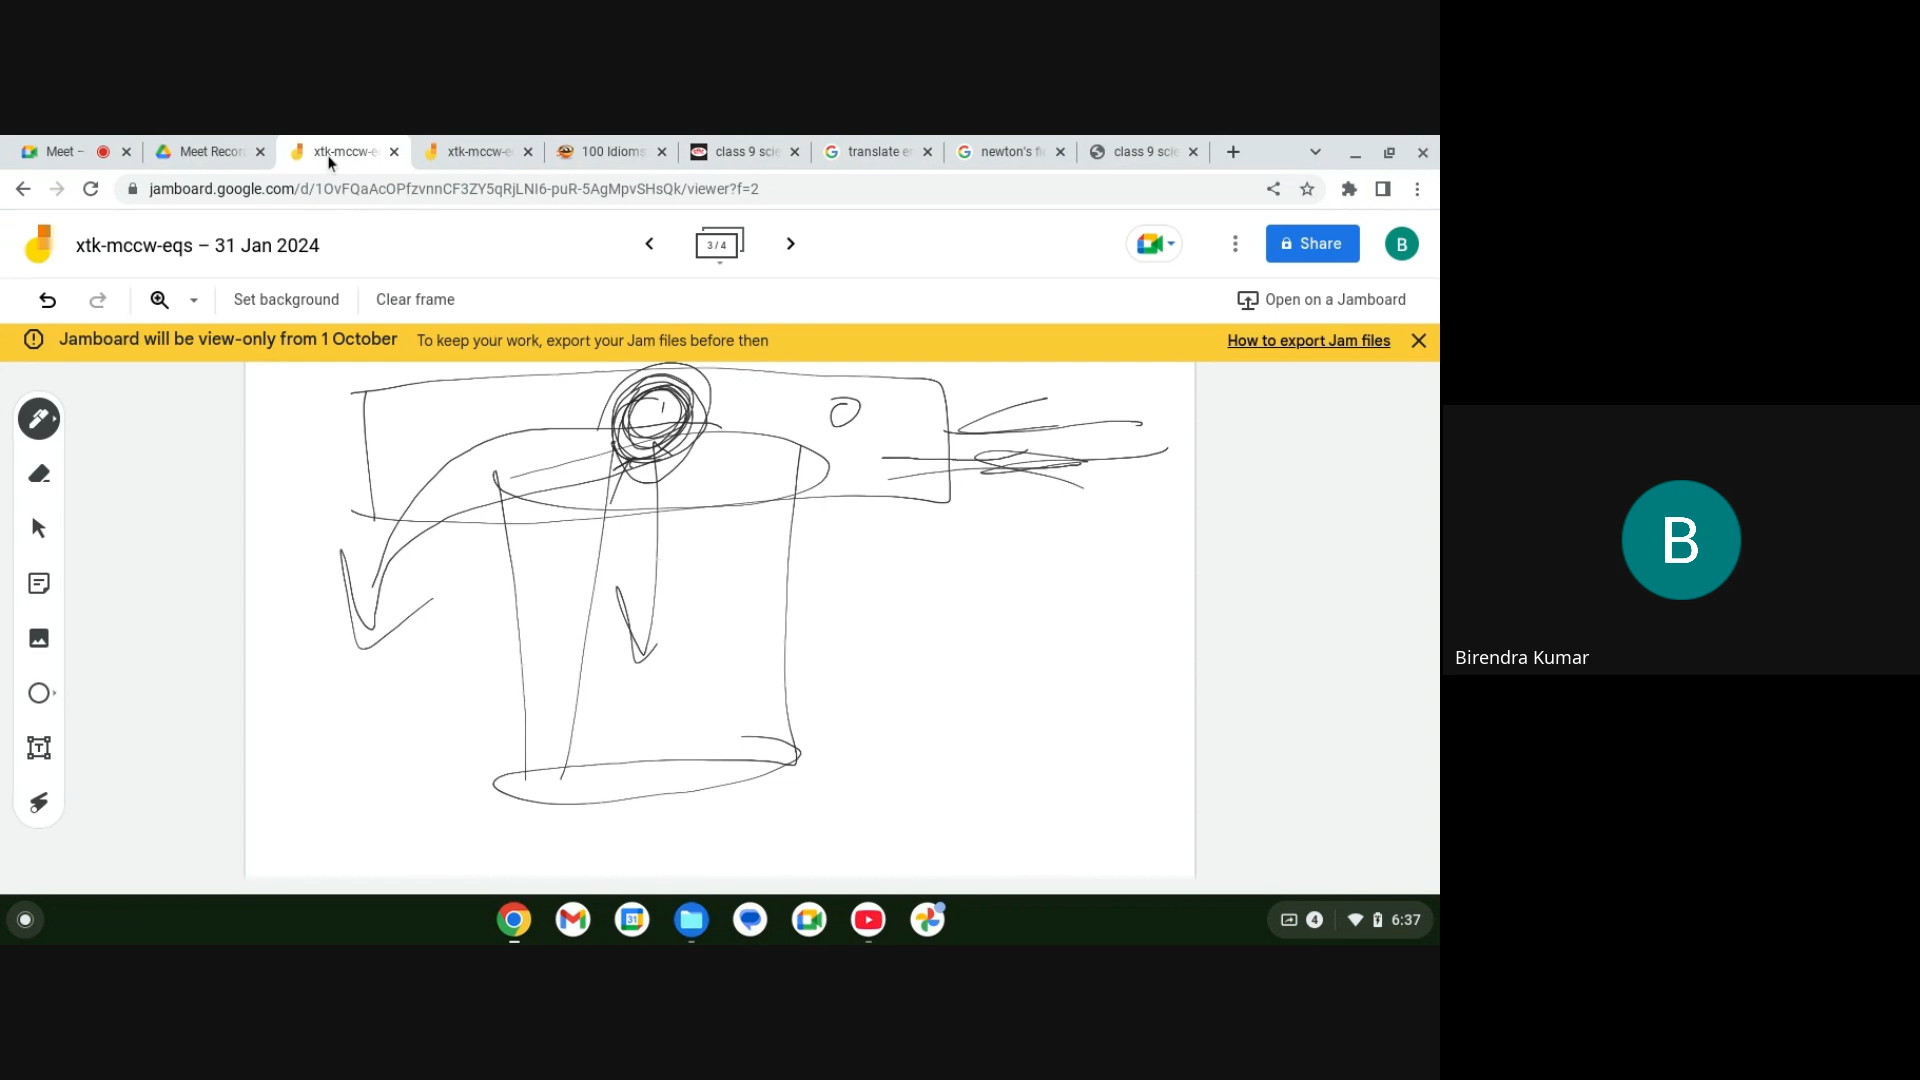 Meet –
Meet Recor
xtk-mccw-e
xtk-mccw-e
100 Idioms
class 9 scie
translate e
newton's fi
class 9 scie
jamboard.google.com/d/1OvFQaAcOPfzvnnCF3ZY5qRjLNI6-puR-5AgMpvSHsQk/viewer?f=2
xtk-mccw-eqs – 31 Jan 2024
3 / 4
Share
B
Set background
Clear frame
Open on a Jamboard
Jamboard will be view-only from 1 October
To keep your work, export your Jam files before then
How to export Jam files
B
Birendra Kumar
31
4
6:37